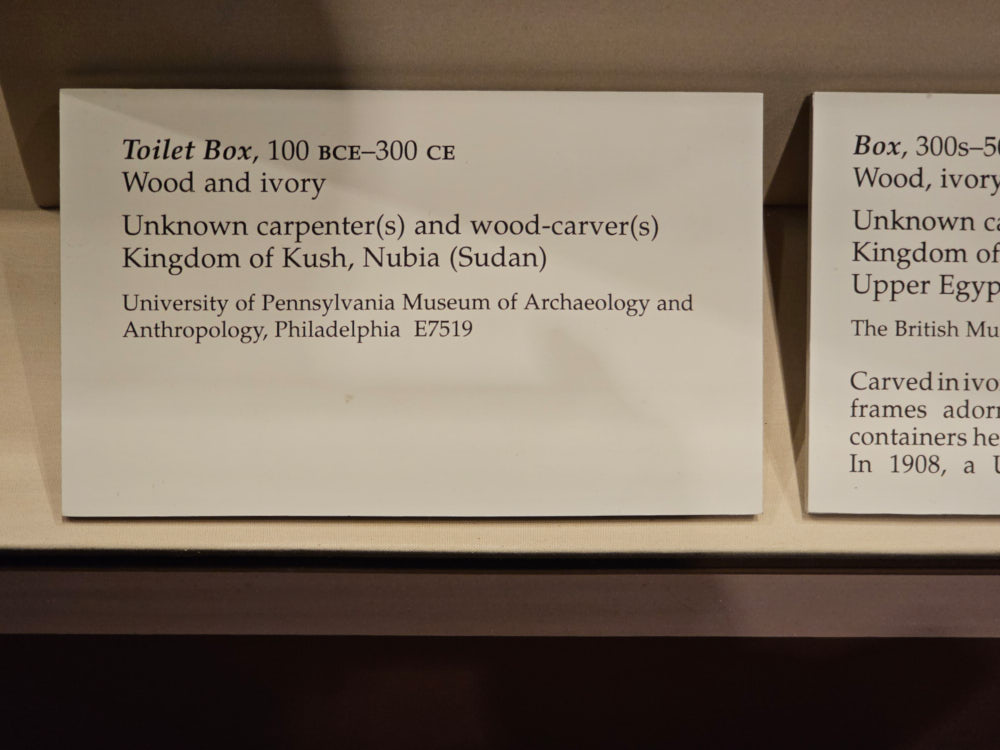 Toilet Box, 100 BCE–300 CE
Wood and ivory
Unknown carpenter(s) and wood-carver(s)
Kingdom of Kush, Nubia (Sudan)
University of Pennsylvania Museum of Archaeology and
Anthropology, Philadelphia E7519
Box, 300s–
Wood, ivory
Unknown
Kingdom of
Upper
The British
Carved in
frames
containers
In 1908, a